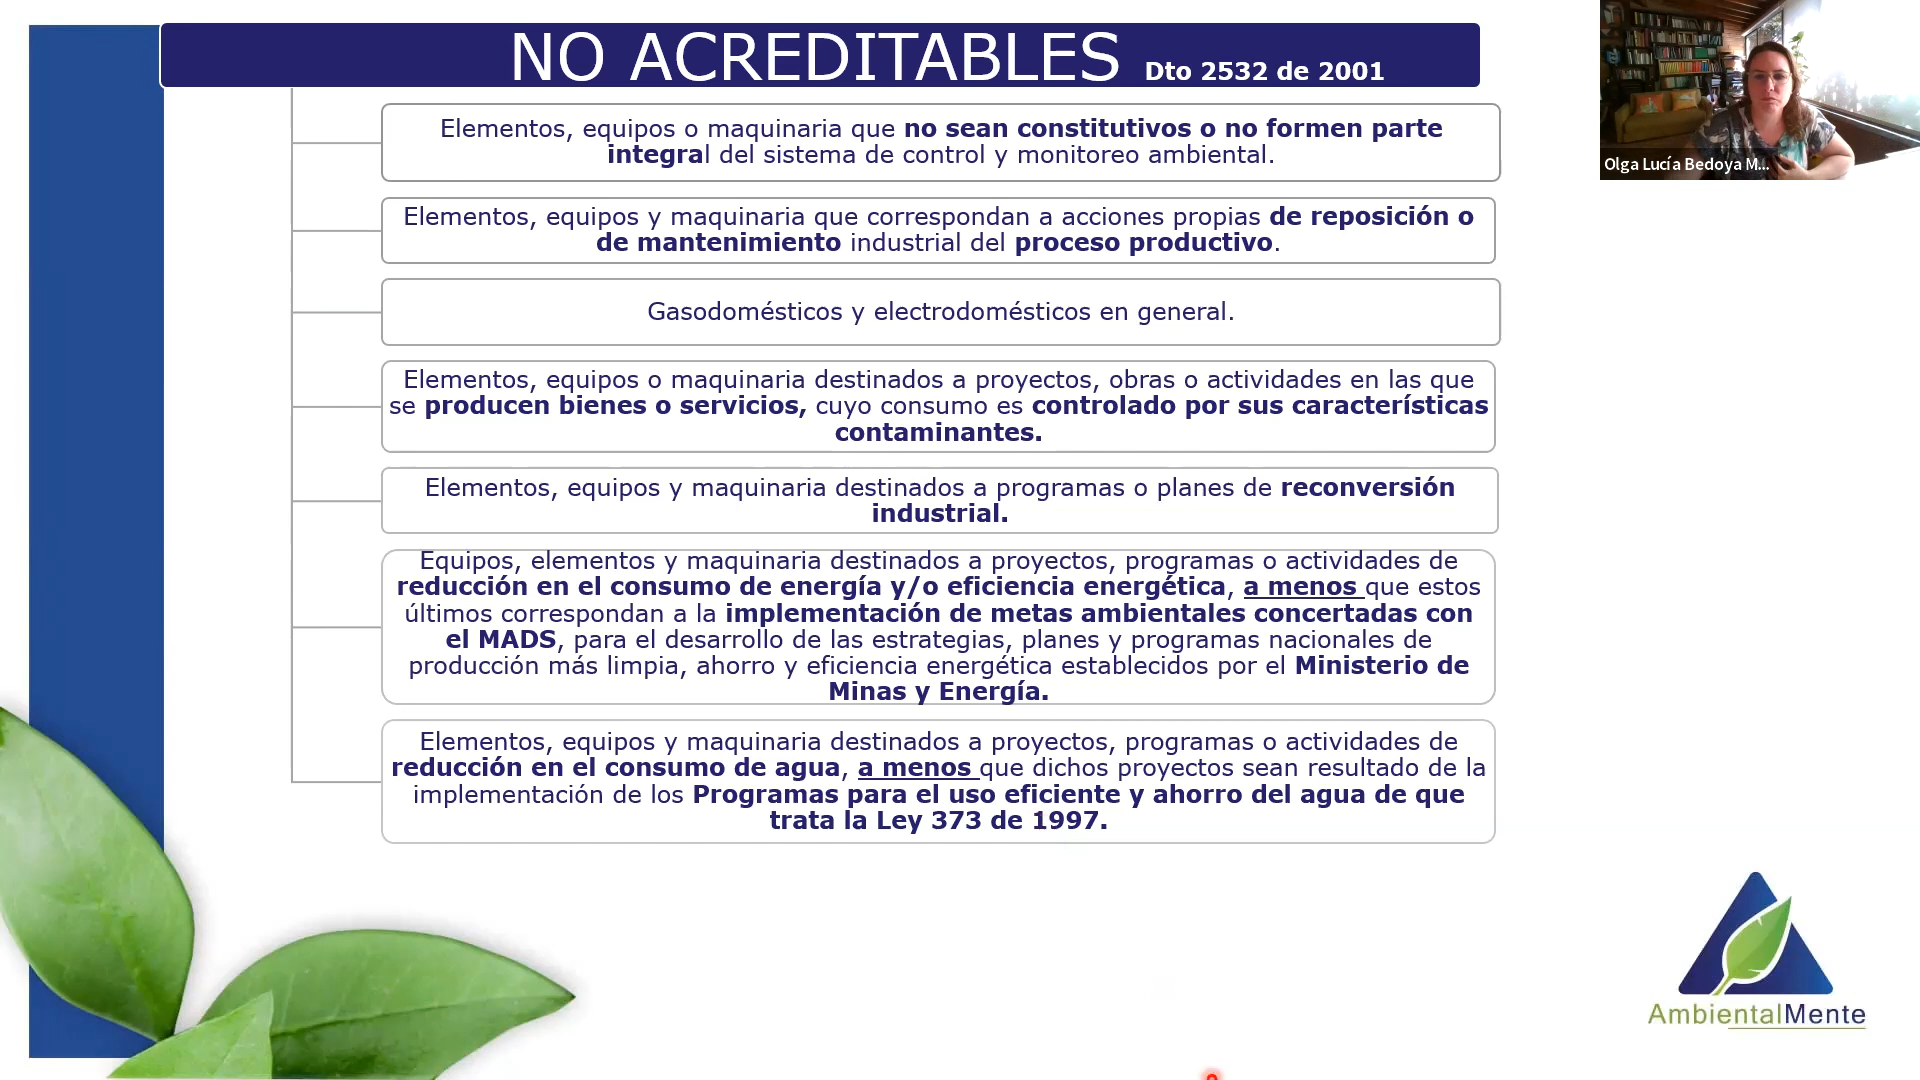 NO ACREDITABLES Dto 2532 de 2001
Elementos, equipos o maquinaria que no sean constitutivos o no formen parte
integral del sistema de control y monitoreo ambiental.
Elementos, equipos y maquinaria que correspondan a acciones propias de reposición o
de mantenimiento industrial del proceso productivo.
Gasodomésticos y electrodomésticos en general.
Elementos, equipos o maquinaria destinados a proyectos, obras o actividades en las que
se producen bienes o servicios, cuyo consumo es controlado por sus características
contaminantes.
Elementos, equipos y maquinaria destinados a programas o planes de reconversión
industrial.
Equipos, elementos y maquinaria destinados a proyectos, programas o actividades de
reducción en el consumo de energía y/o eficiencia energética, a menos que estos
últimos correspondan a la implementación de metas ambientales concertadas con
el MADS, para el desarrollo de las estrategias, planes y programas nacionales de
producción más limpia, ahorro y eficiencia energética establecidos por el Ministerio de
Minas y Energía.
Elementos, equipos y maquinaria destinados a proyectos, programas o actividades de
reducción en el consumo de agua, a menos que dichos proyectos sean resultado de la
implementación de los Programas para el uso eficiente y ahorro del agua de que
trata la Ley 373 de 1997.
Olga Lucía Bedoya M...
AmbientalMente